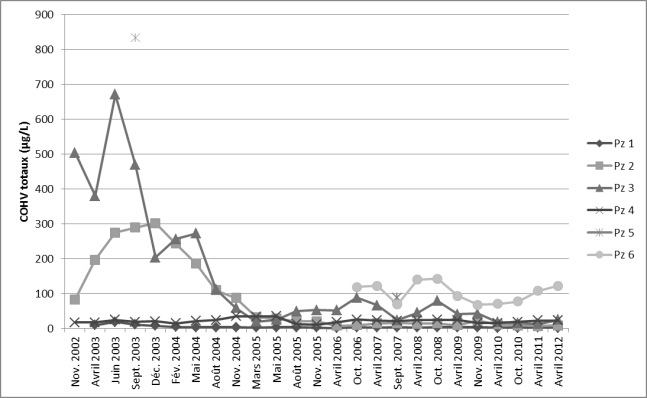 900
800
700
600
500
400
300
200
100
0
COHV totaux (µg/L)
Nov. 2002
Avril 2003
Juin 2003
Sept. 2003
Déc. 2003
Fév. 2004
Mai 2004
Août 2004
Nov. 2004
Mars 2005
Mai 2005
Août 2005
Nov. 2005
Avril 2006
Oct. 2006
Avril 2007
Sept. 2007
Avril 2008
Oct. 2008
Avril 2009
Nov. 2009
Avril 2010
Oct. 2010
Avril 2011
Avril 2012
Pz 1
Pz 2
Pz 3
Pz 4
Pz 5
Pz 6